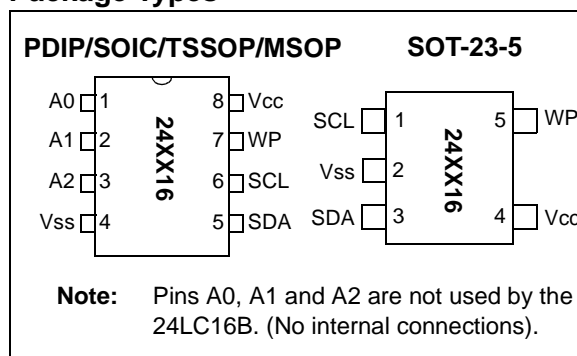 Package Types
PDIP/SOIC/TSSOP/MSOP
A0 1
A1 2
A2 3
Vss 4
24XX16
8 Vcc
7 WP
6 SCL
5 SDA
SOT-23-5
SCL 1
Vss 2
SDA 3
24XX16
5 WP
4 Vcc
Note: Pins A0, A1 and A2 are not used by the
24LC16B. (No internal connections).